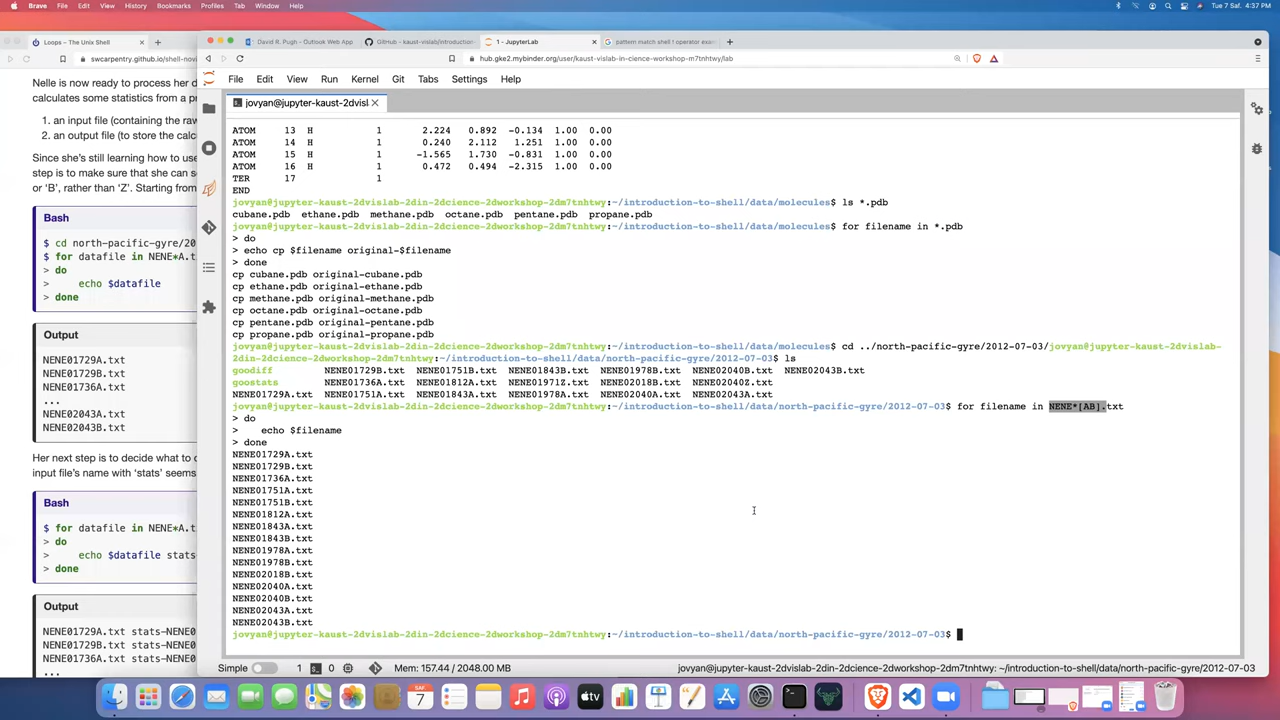 Brave File Edit View History Bookmarks Profiles Tab Window Help
Tue 7 Saf. 4:37 PM
Loops – The Unix Shell
swcarpentry.github.io/shell-nov
Nelle is now ready to process her d
calculates some statistics from a p
1. an input file (containing the raw
2. an output file (to store the calc
Since she's still learning how to use
step is to make sure that she can se
or 'B', rather than 'Z'. Starting from
Bash
$ cd north-pacific-gyre/20
$ for datafile in NENE*A.t
> do
> echo $datafile
> done
Output
NENE01729A.txt
NENE01729B.txt
NENE01736A.txt
...
NENE02043A.txt
NENE02043B.txt
Her next step is to decide what to c
input file's name with 'stats' seems
Bash
$ for datafile in NENE*A.t
> do
> echo $datafile stats
> done
Output
NENE01729A.txt stats-NENE0
NENE01729B.txt stats-NENE0
NENE01736A.txt stats-NENE0
David R. Pugh - Outlook Web App
GitHub - kaust-vislab/introduction
1 - JupyterLab
pattern match shell ! operator exa
hub.gke2.mybinder.org/user/kaust-vislab-in-cience-workshop-m7tnhtwy/lab
File Edit View Run Kernel Git Tabs Settings Help
jovyan@jupyter-kaust-2dvisl
ATOM 13 H 1 2.224 0.892 -0.134 1.00 0.00
ATOM 14 H 1 0.240 2.112 1.251 1.00 0.00
ATOM 15 H 1 -1.565 1.730 -0.831 1.00 0.00
ATOM 16 H 1 0.472 0.494 -2.315 1.00 0.00
TER 17 1
END
jovyan@jupyter-kaust-2dvislab-2din-2dcience-2dworkshop-2dm7tnhtwy:~/introduction-to-shell/data/molecules$ ls *.pdb
cubane.pdb ethane.pdb methane.pdb octane.pdb pentane.pdb propane.pdb
jovyan@jupyter-kaust-2dvislab-2din-2dcience-2dworkshop-2dm7tnhtwy:~/introduction-to-shell/data/molecules$ for filename in *.pdb
> do
> echo cp $filename original-$filename
> done
cp cubane.pdb original-cubane.pdb
cp ethane.pdb original-ethane.pdb
cp methane.pdb original-methane.pdb
cp octane.pdb original-octane.pdb
cp pentane.pdb original-pentane.pdb
cp propane.pdb original-propane.pdb
jovyan@jupyter-kaust-2dvislab-2din-2dcience-2dworkshop-2dm7tnhtwy:~/introduction-to-shell/data/molecules$ cd ../north-pacific-gyre/2012-07-03/jovyan@jupyter-kaust-2dvislab-
2din-2dcience-2dworkshop-2dm7tnhtwy:~/introduction-to-shell/data/north-pacific-gyre/2012-07-03$ ls
goodiff NENE01729B.txt NENE01751B.txt NENE01843B.txt NENE01978B.txt NENE02040B.txt NENE02043B.txt
goostats NENE01736A.txt NENE01812A.txt NENE01971Z.txt NENE02018B.txt NENE02040Z.txt
NENE01729A.txt NENE01751A.txt NENE01843A.txt NENE01978A.txt NENE02040A.txt NENE02043A.txt
jovyan@jupyter-kaust-2dvislab-2din-2dcience-2dworkshop-2dm7tnhtwy:~/introduction-to-shell/data/north-pacific-gyre/2012-07-03$ for filename in NENE*[AB].txt
> do
> echo $filename
> done
NENE01729A.txt
NENE01729B.txt
NENE01736A.txt
NENE01751A.txt
NENE01751B.txt
NENE01812A.txt
NENE01843A.txt
NENE01843B.txt
NENE01978A.txt
NENE01978B.txt
NENE02018B.txt
NENE02040A.txt
NENE02040B.txt
NENE02043A.txt
NENE02043B.txt
jovyan@jupyter-kaust-2dvislab-2din-2dcience-2dworkshop-2dm7tnhtwy:~/introduction-to-shell/data/north-pacific-gyre/2012-07-03$
Simple 1 0 Mem: 157.44 / 2048.00 MB
jovyan@jupyter-kaust-2dvislab-2din-2dcience-2dworkshop-2dm7tnhtwy: ~/introduction-to-shell/data/north-pacific-gyre/2012-07-03